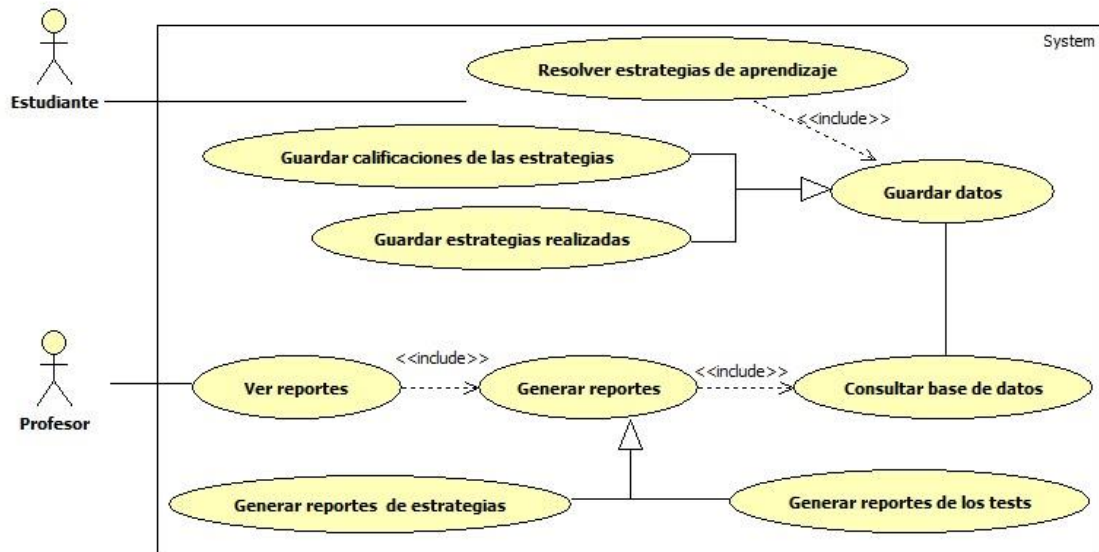 System
Resolver estrategias de aprendizaje
Estudiante
<<include>>
Guardar calificaciones de las estrategias
Guardar datos
Guardar estrategias realizadas
<<include>>
<<include>>
Ver reportes
Generar reportes
Consultar base de datos
Profesor
Generar reportes de estrategias
Generar reportes de los tests